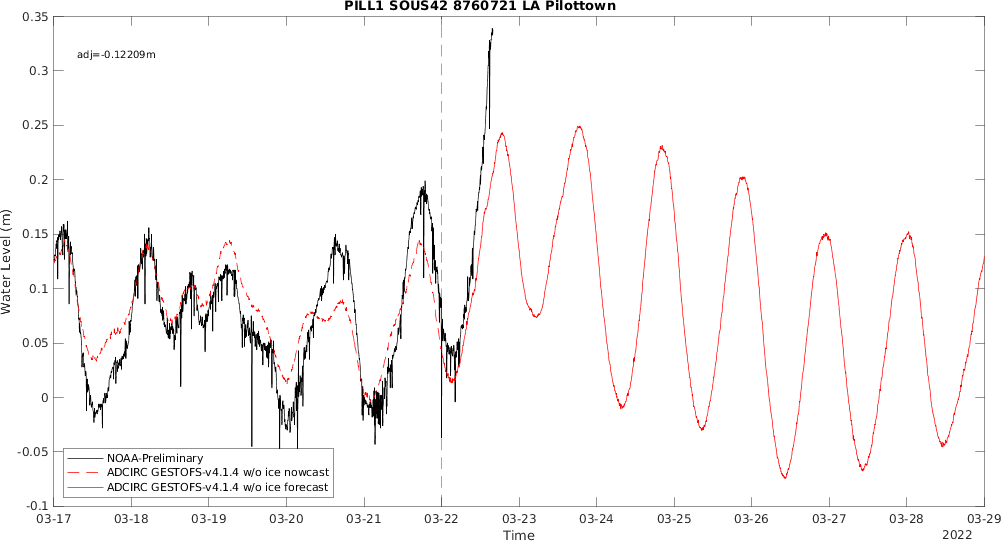 PILL1 SOUS42 8760721 LA Pilottown
adj=-0.12209m
Water Level (m)
0.35
0.3
0.25
0.2
0.15
0.1
0.05
0
-0.05
-0.1
NOAA-Preliminary
ADCIRC GESTOFS-v4.1.4 w/o ice nowcast
ADCIRC GESTOFS-v4.1.4 w/o ice forecast
03-17 03-18 03-19 03-20 03-21 03-22 03-23 03-24 03-25 03-26 03-27 03-28 03-29
Time
2022